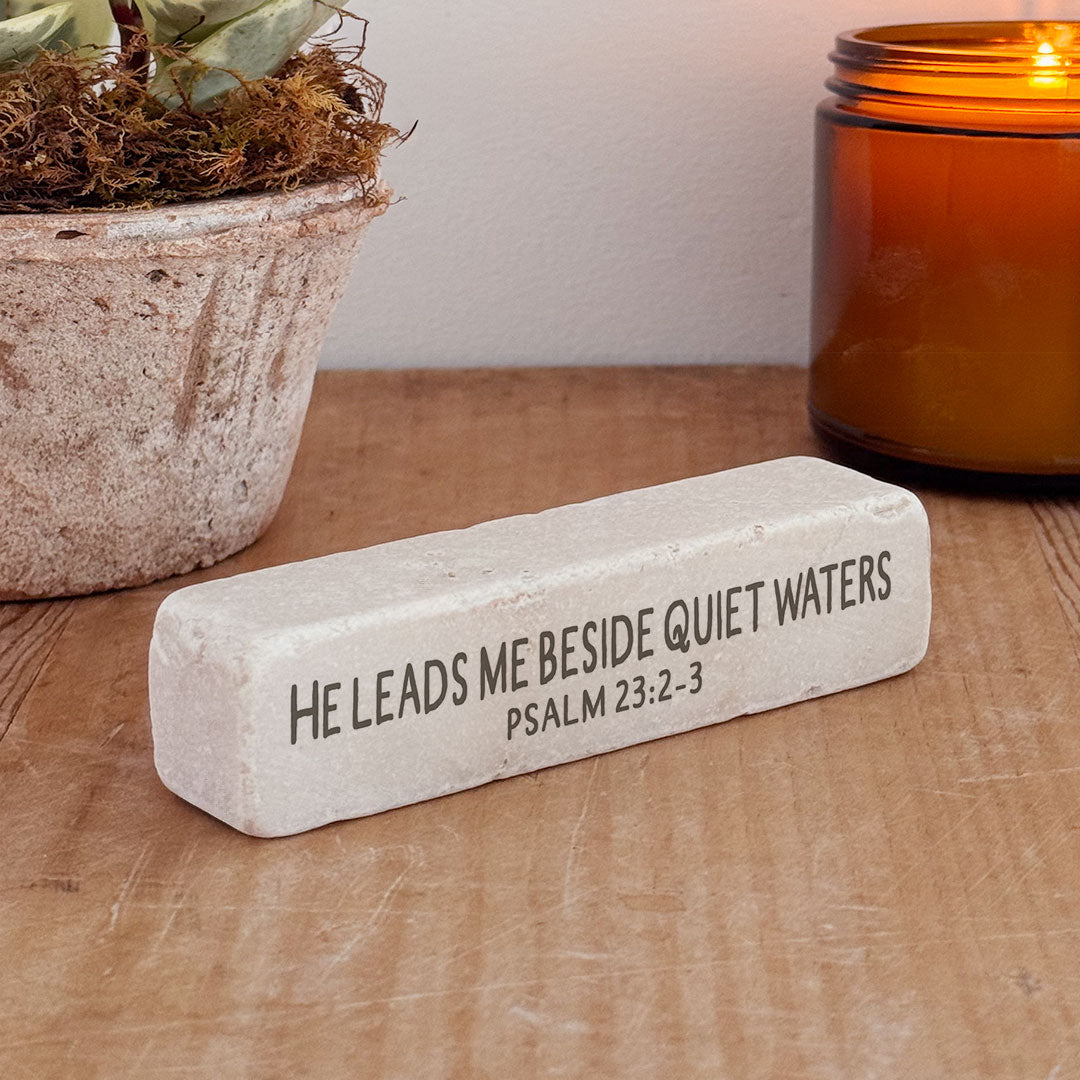 HE LEADS ME BESIDE QUIET WATERS
PSALM 23:2-3